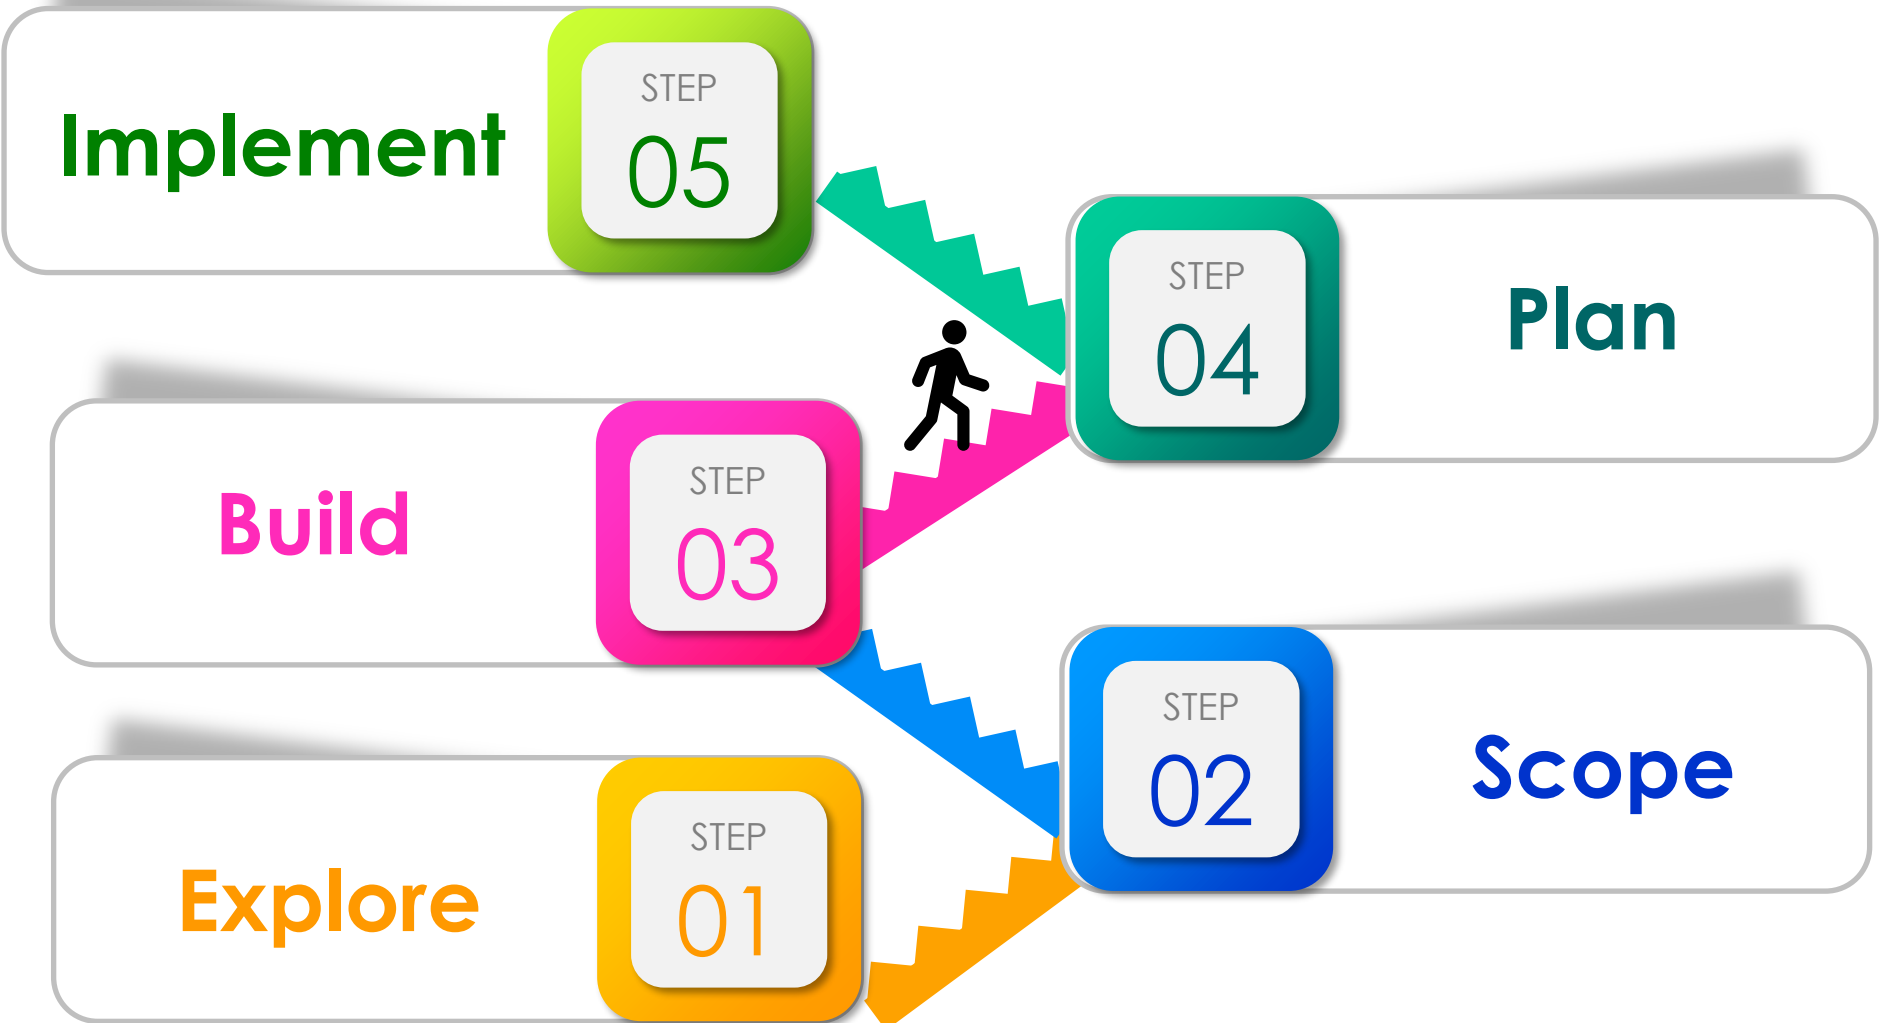 Implement
STEP
05
STEP
04
Plan
Build
STEP
03
STEP
02
Scope
Explore
STEP
01